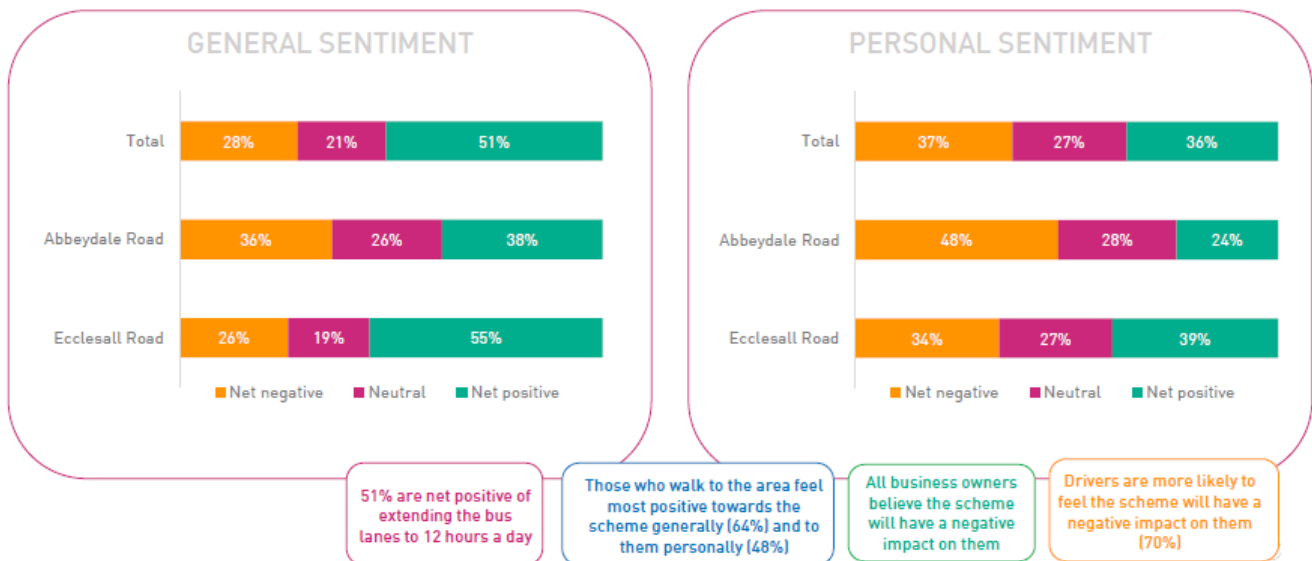 GENERAL SENTIMENT
Total
28%
21%
51%
Abbeydale Road
36%
26%
38%
Ecclesall Road
26%
19%
55%
Net negative
Neutral
Net positive
PERSONAL SENTIMENT
Total
37%
27%
36%
Abbeydale Road
48%
28%
24%
Ecclesall Road
34%
27%
39%
Net negative
Neutral
Net positive
51% are net positive of
extending the bus
lanes to 12 hours a day
Those who walk to the area feel
most positive towards the
scheme generally (64%) and to
them personally (48%)
All business owners
believe the scheme
will have a negative
impact on them
Drivers are more likely to
feel the scheme will have a
negative impact on them
(70%)